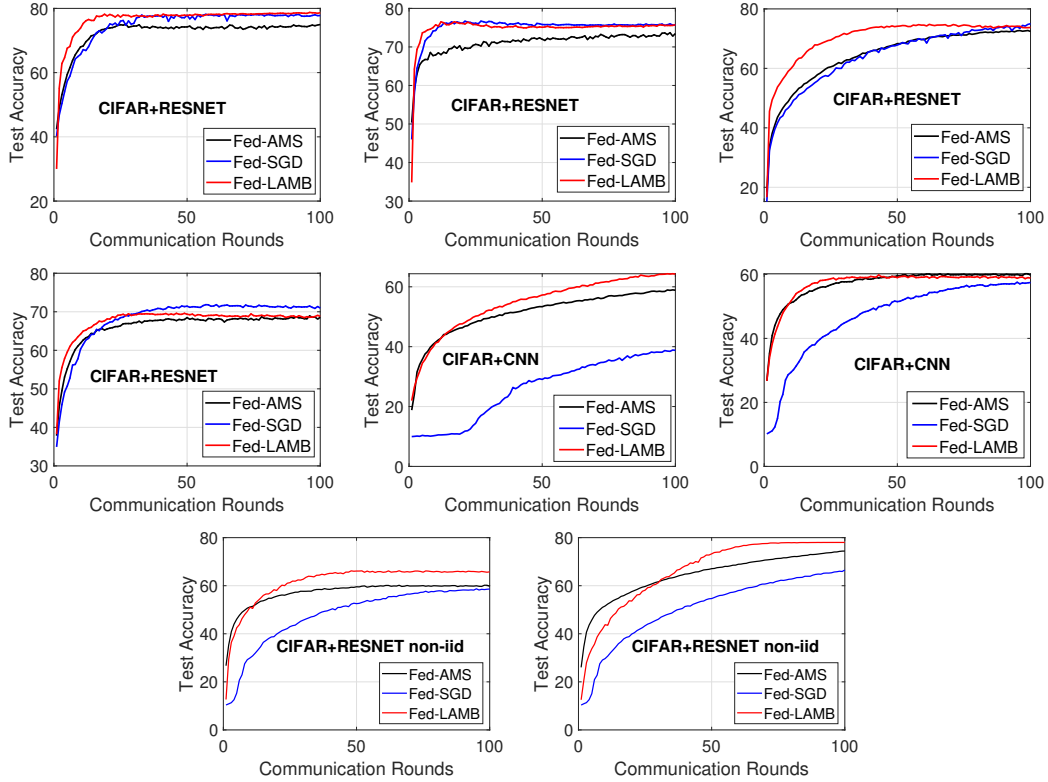 80
60
40
20
Test Accuracy
CIFAR+RESNET
Fed-AMS
Fed-SGD
Fed-LAMB
0
50
100
Communication Rounds
80
70
60
50
40
30
Test Accuracy
CIFAR+RESNET
Fed-AMS
Fed-SGD
Fed-LAMB
0
50
100
Communication Rounds
80
60
40
20
Test Accuracy
CIFAR+RESNET
Fed-AMS
Fed-SGD
Fed-LAMB
0
50
100
Communication Rounds
80
70
60
50
40
30
Test Accuracy
CIFAR+RESNET
Fed-AMS
Fed-SGD
Fed-LAMB
0
50
100
Communication Rounds
60
40
20
0
Test Accuracy
CIFAR+CNN
Fed-AMS
Fed-SGD
Fed-LAMB
0
50
100
Communication Rounds
60
40
20
0
Test Accuracy
CIFAR+CNN
Fed-AMS
Fed-SGD
Fed-LAMB
0
50
100
Communication Rounds
80
60
40
20
0
Test Accuracy
CIFAR+RESNET non-iid
Fed-AMS
Fed-SGD
Fed-LAMB
0
50
100
Communication Rounds
80
60
40
20
0
Test Accuracy
CIFAR+RESNET non-iid
Fed-AMS
Fed-SGD
Fed-LAMB
0
50
100
Communication Rounds